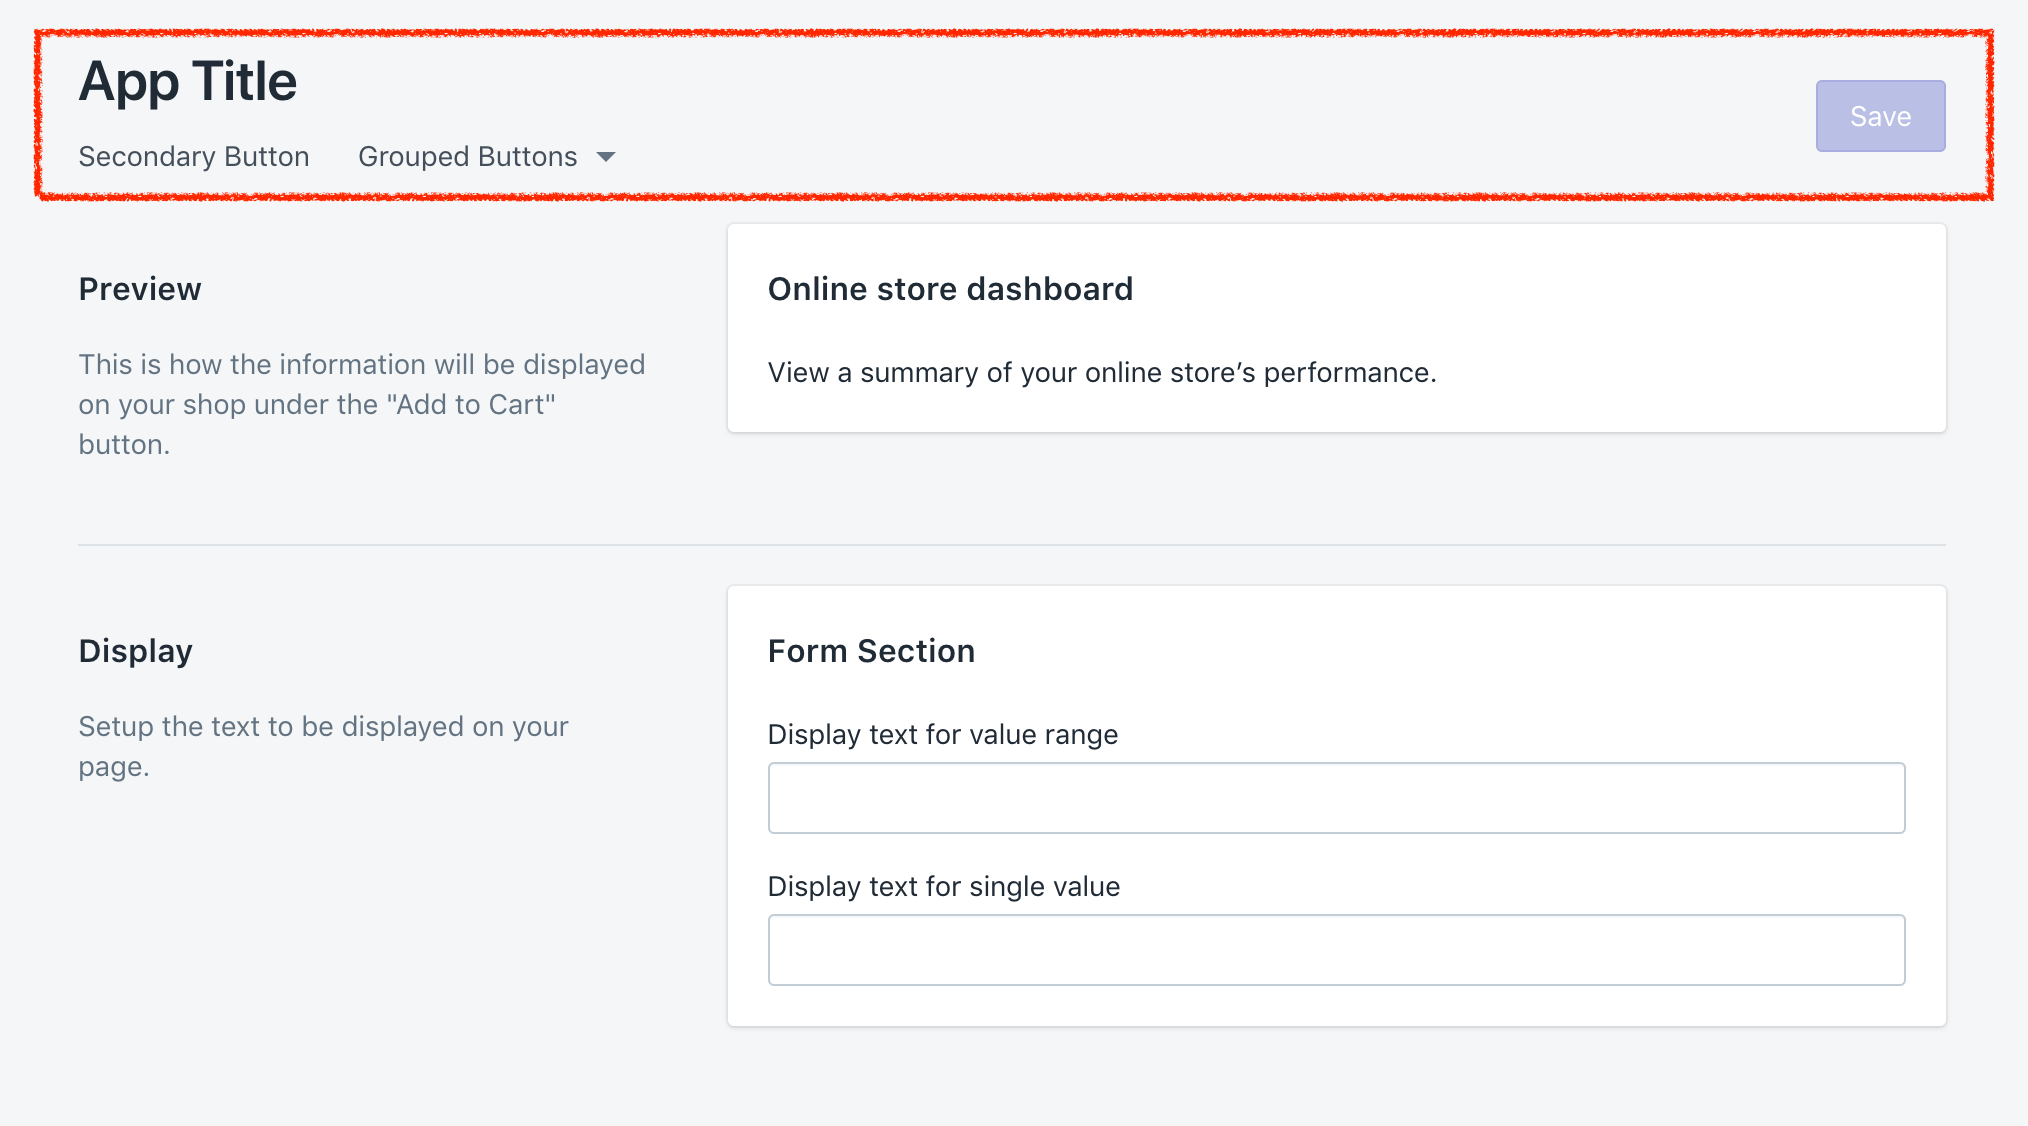 App Title
Save
Secondary Button Grouped Buttons
Preview
This is how the information will be displayed
on your shop under the "Add to Cart"
button.
Online store dashboard
View a summary of your online store’s performance.
Display
Setup the text to be displayed on your
page.
Form Section
Display text for value range
Display text for single value